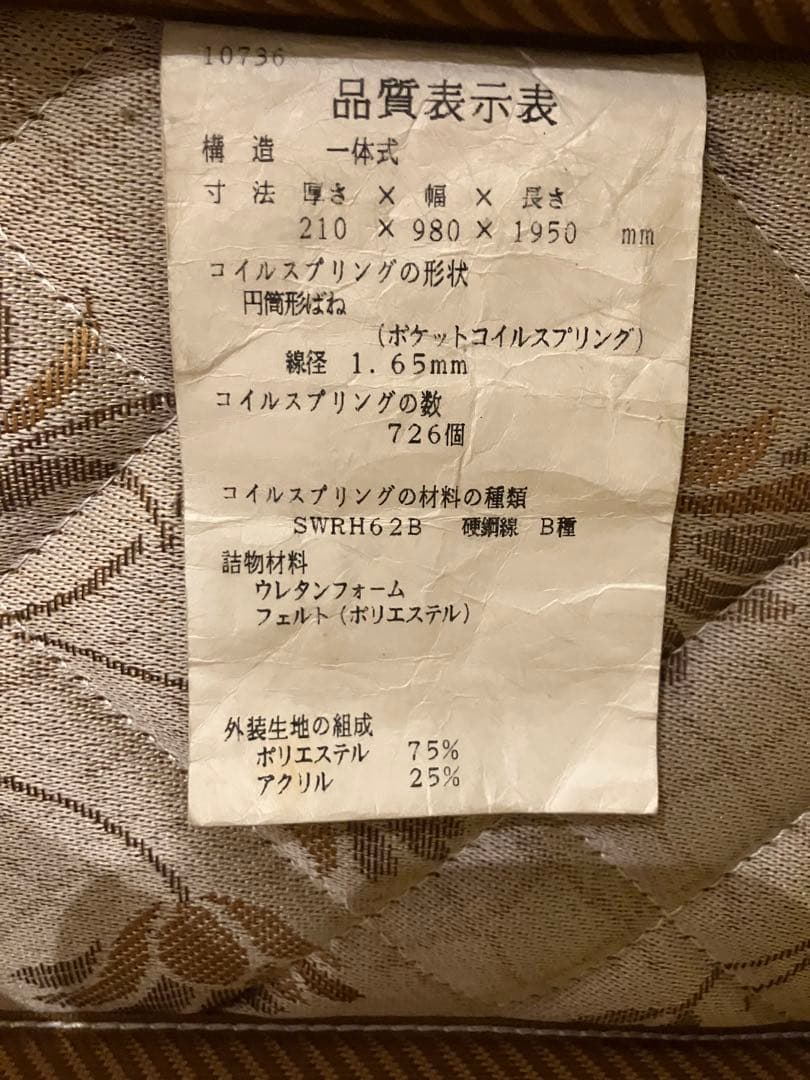 10736
品質表示表
構造 一体式
寸法 厚さ × 幅 × 長さ
210 × 980 × 1950 mm
コイルスプリングの形状
円筒形ばね
(ポケットコイルスプリング)
線径 1.65mm
コイルスプリングの数
726個
コイルスプリングの材料の種類
SWRH62B 硬鋼線 B種
詰物材料
ウレタンフォーム
フェルト(ポリエステル)
外装生地の組成
ポリエステル 75%
アクリル 25%